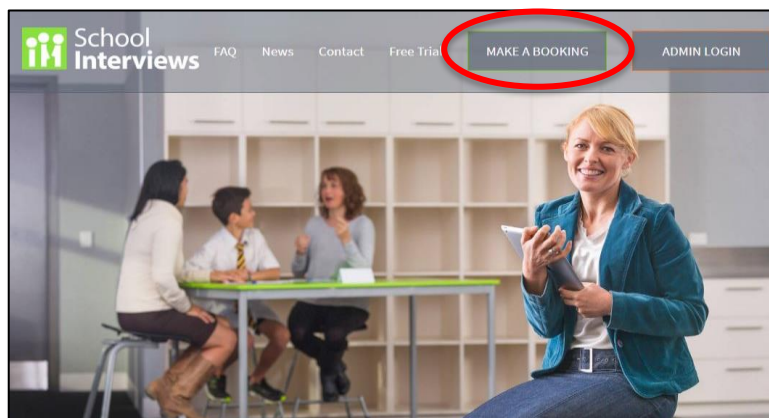 School
Interviews
FAQ News Contact Free Trial MAKE A BOOKING ADMIN LOGIN